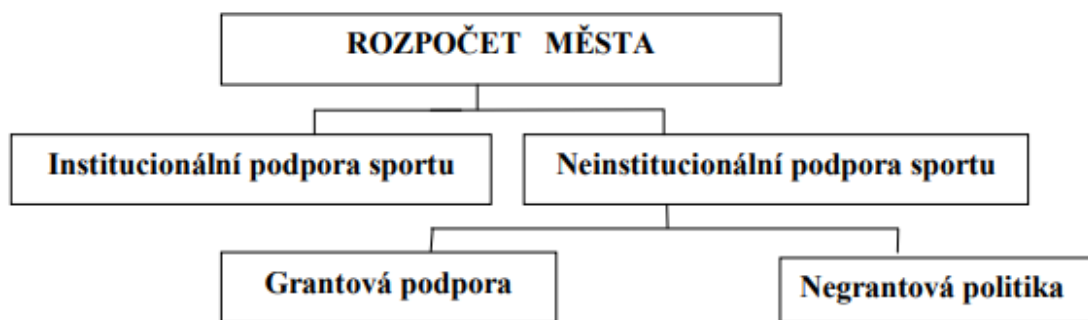 ROZPOČET MĚSTA
Institucionální podpora sportu
Neinstitucionální podpora sportu
Grantová podpora
Negrantová politika